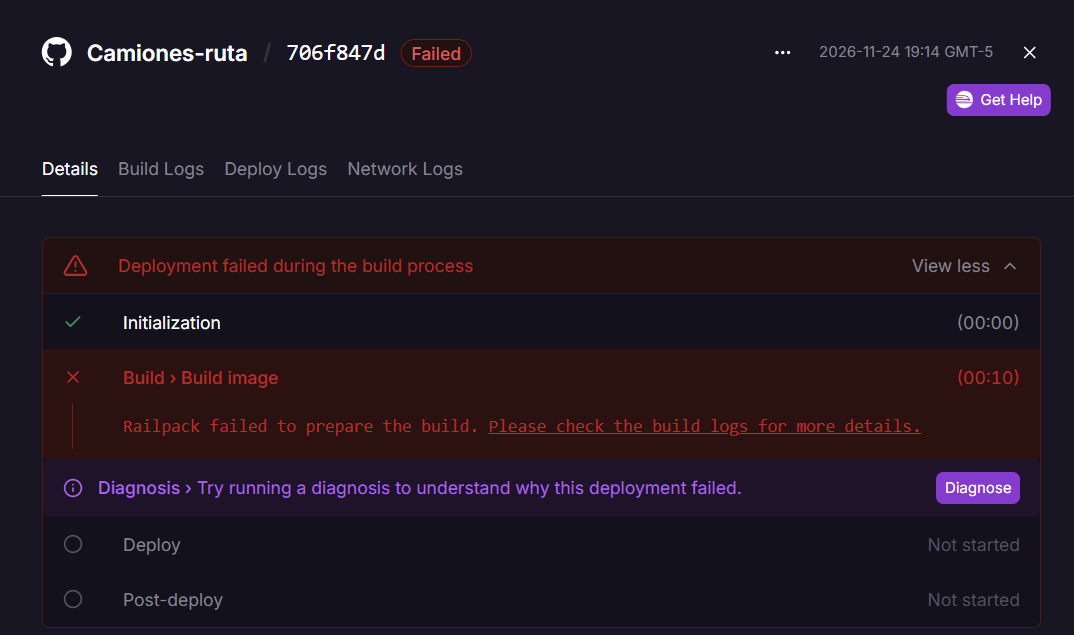 Camiones-ruta / 706f847d Failed ... 2026-11-24 19:14 GMT-5
Get Help
Details Build Logs Deploy Logs Network Logs
Deployment failed during the build process View less
Initialization (00:00)
Build › Build image (00:10)
Railpack failed to prepare the build. Please check the build logs for more details.
Diagnosis › Try running a diagnosis to understand why this deployment failed. Diagnose
Deploy Not started
Post-deploy Not started